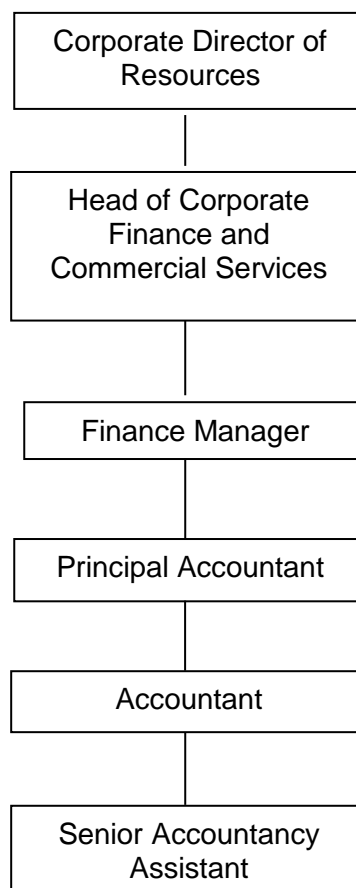 Corporate Director of
Resources
Head of Corporate
Finance and
Commercial Services
Finance Manager
Principal Accountant
Accountant
Senior Accountancy
Assistant